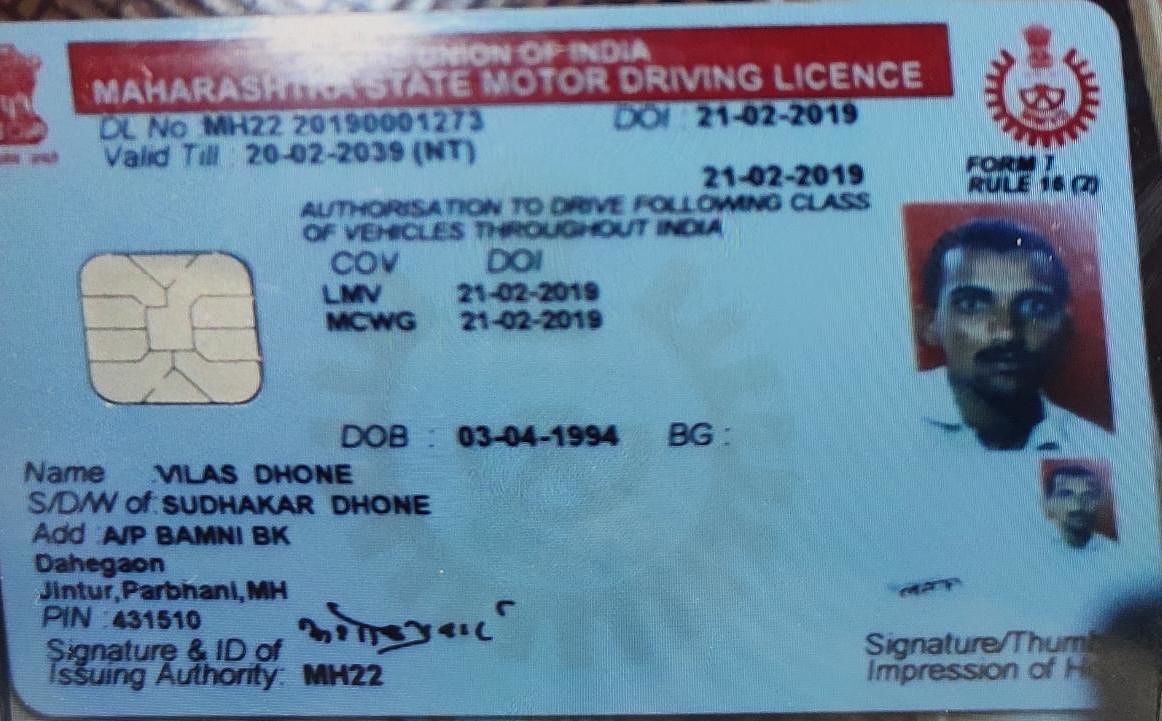 UNION OF INDIA
MAHARASHTRA STATE MOTOR DRIVING LICENCE
DL No MH22 20190001273 DOI : 21-02-2019
Valid Till : 20-02-2039 (NT)
21-02-2019
FORM 7
RULE 16 (2)
AUTHORISATION TO DRIVE FOLLOWING CLASS
OF VEHICLES THROUGHOUT INDIA
COV DOI
LMV 21-02-2019
MCWG 21-02-2019
DOB : 03-04-1994 BG :
Name : VILAS DHONE
S/D/W of : SUDHAKAR DHONE
Add : A/P BAMNI BK
Dahegaon
Jintur,Parbhani,MH
PIN : 431510
Signature & ID of
Issuing Authority: MH22
Signature/Thumb
Impression of